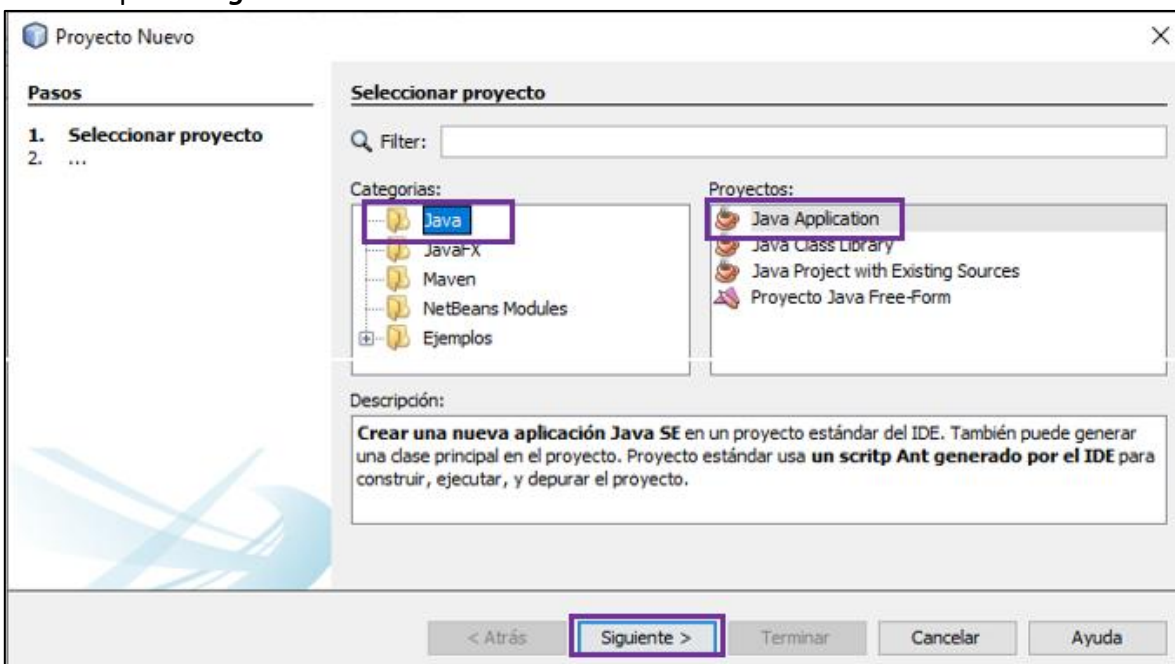 Proyecto Nuevo
Pasos
1. Seleccionar proyecto
2. ...
Seleccionar proyecto
Filter:
Categorias:
Java
JavaFX
Maven
NetBeans Modules
Ejemplos
Proyectos:
Java Application
Java Class Library
Java Project with Existing Sources
Proyecto Java Free-Form
Descripción:
Crear una nueva aplicación Java SE en un proyecto estándar del IDE. También puede generar
una clase principal en el proyecto. Proyecto estándar usa un scritp Ant generado por el IDE para
construir, ejecutar, y depurar el proyecto.
< Atrás
Siguiente >
Terminar
Cancelar
Ayuda